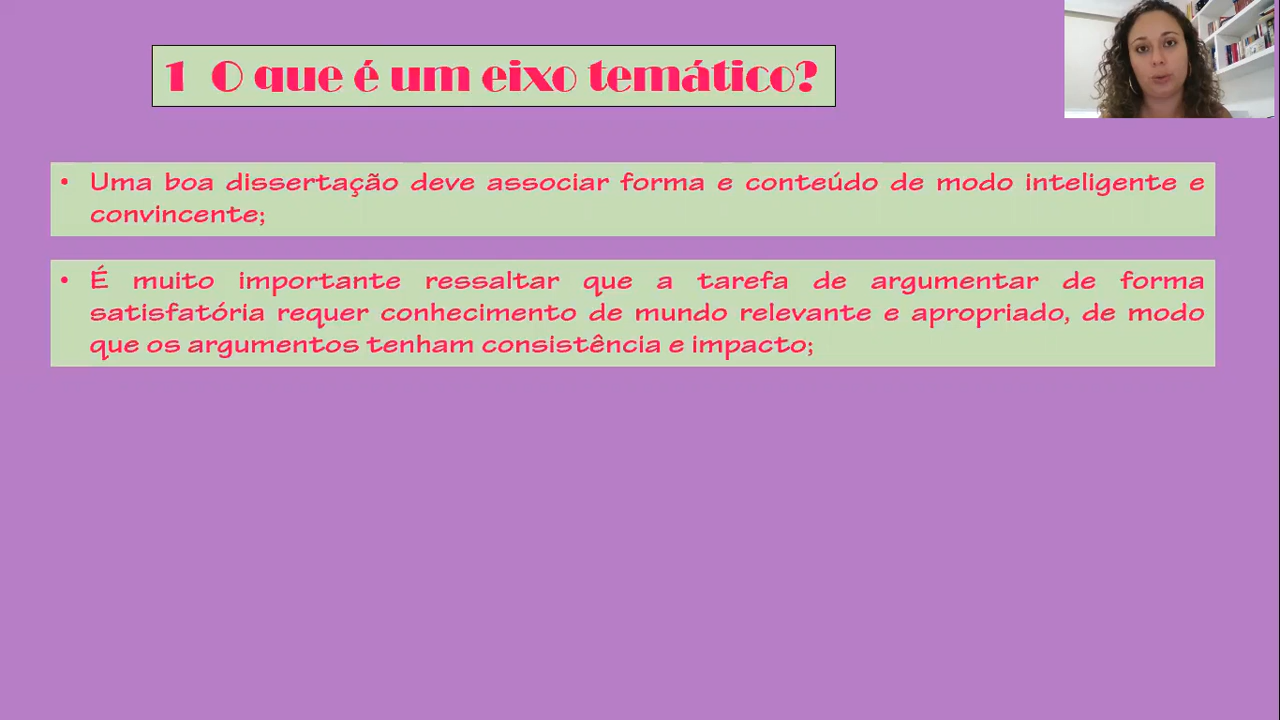 1 O que é um eixo temático?
• Uma boa dissertação deve associar forma e conteúdo de modo inteligente e
convincente;
• É muito importante ressaltar que a tarefa de argumentar de forma
satisfatória requer conhecimento de mundo relevante e apropriado, de modo
que os argumentos tenham consistência e impacto;